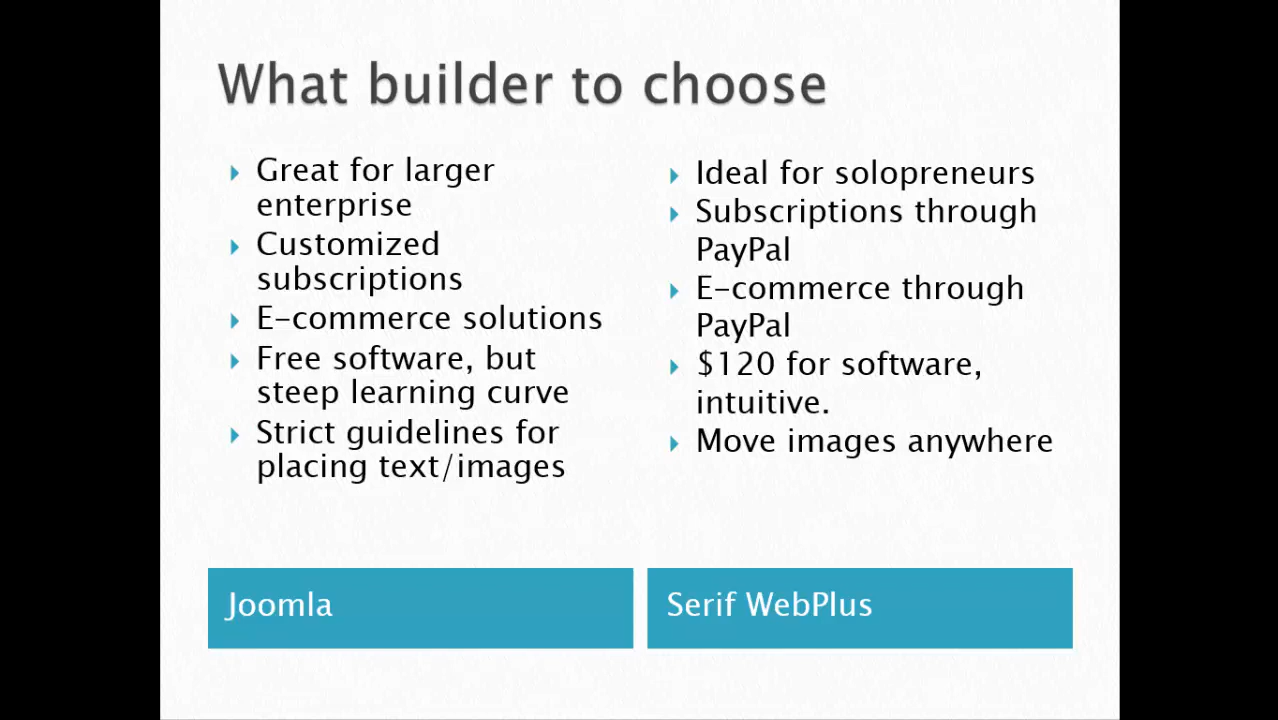 What builder to choose
Great for larger
enterprise
Customized
subscriptions
E-commerce solutions
Free software, but
steep learning curve
Strict guidelines for
placing text/images
Joomla
Ideal for solopreneurs
Subscriptions through
PayPal
E-commerce through
PayPal
$120 for software,
intuitive.
Move images anywhere
Serif WebPlus